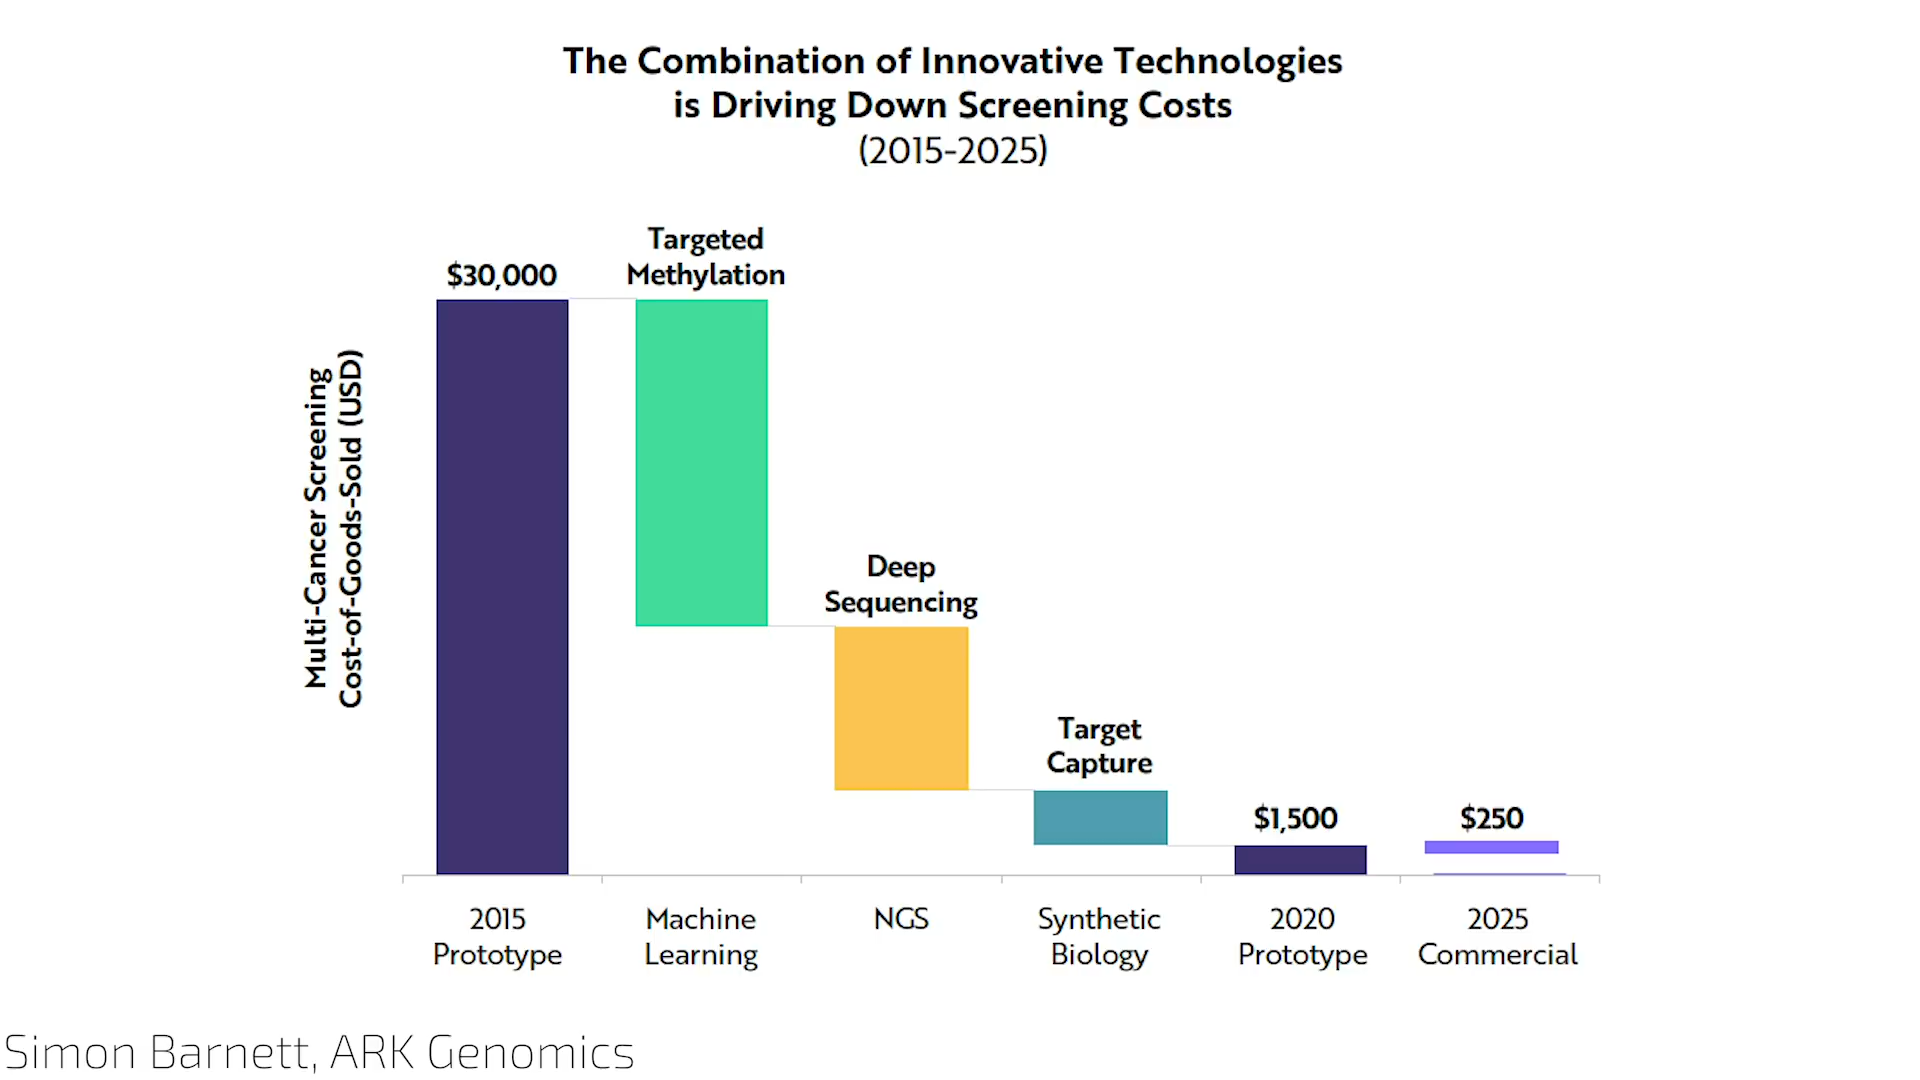 The Combination of Innovative Technologies
is Driving Down Screening Costs
(2015-2025)
Multi-Cancer Screening
Cost-of-Goods-Sold (USD)
$30,000
Targeted
Methylation
Deep
Sequencing
Target
Capture
$1,500
$250
2015
Prototype
Machine
Learning
NGS
Synthetic
Biology
2020
Prototype
2025
Commercial
Simon Barnett, ARK Genomics